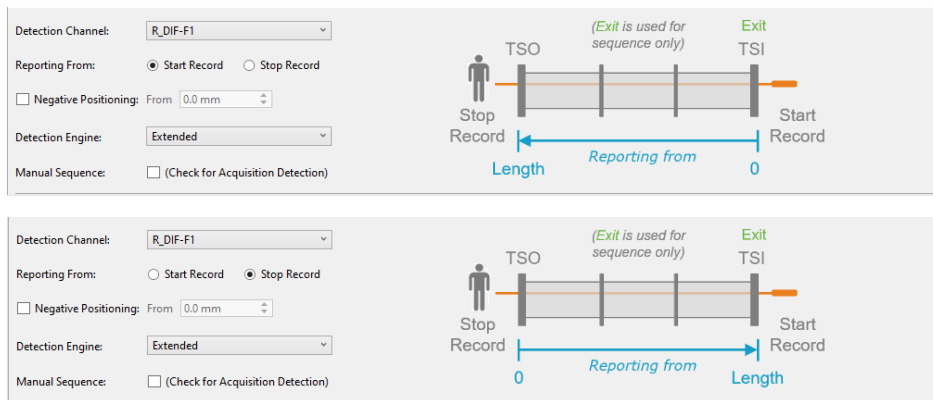 Detection Channel: R_DIF-F1
Reporting From: Start Record Stop Record
Negative Positioning: From 0.0 mm
Detection Engine: Extended
Manual Sequence: (Check for Acquisition Detection)
(Exit is used for
sequence only)
Exit
TSO
TSI
Stop
Record
Start
Record
Reporting from
Length
0
Detection Channel: R_DIF-F1
Reporting From: Start Record Stop Record
Negative Positioning: From 0.0 mm
Detection Engine: Extended
Manual Sequence: (Check for Acquisition Detection)
(Exit is used for
sequence only)
Exit
TSO
TSI
Stop
Record
Start
Record
Reporting from
0
Length